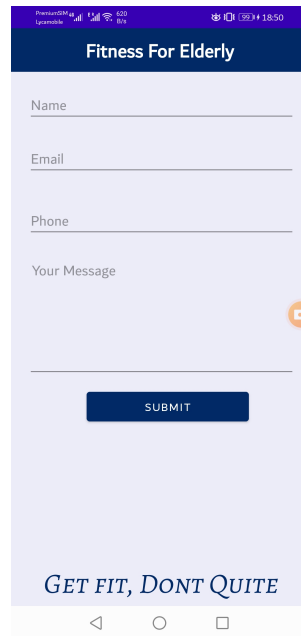 PremiumSIM
Lycamobile
620
B/s
99
18:50
Fitness For Elderly
Name
Email
Phone
Your Message
SUBMIT
GET FIT, DONT QUITE